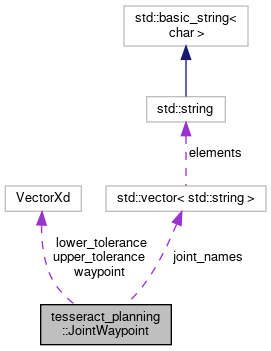 std::basic_string<
char >
std::string
elements
VectorXd
std::vector< std::string >
lower_tolerance
upper_tolerance
waypoint
joint_names
tesseract_planning
::JointWaypoint